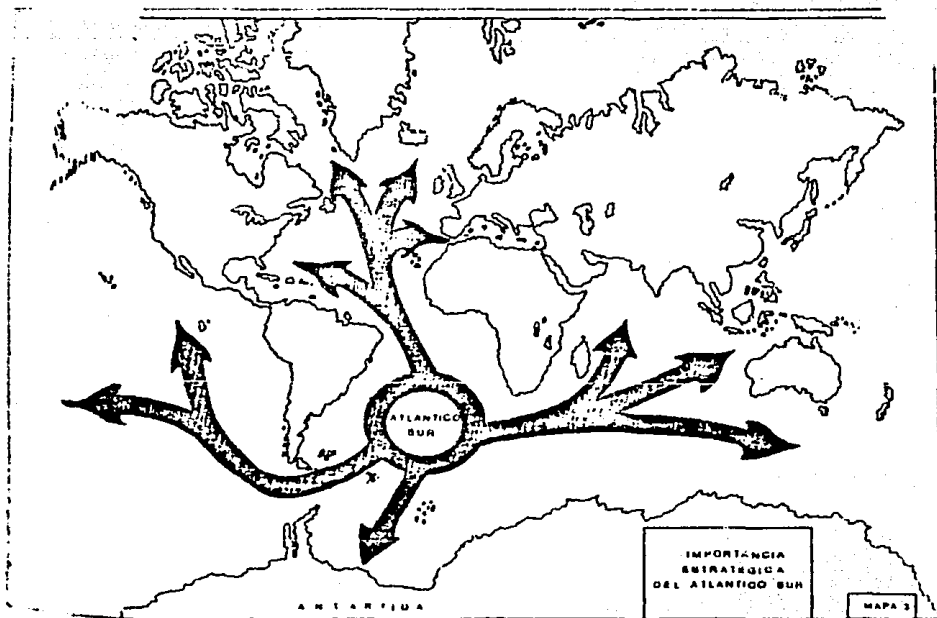 ATLANTICO
SUR
IMPORTANCIA
ESTRATEGICA
DEL ATLANTICO SUR
ANTARTIDA
MAPA 3